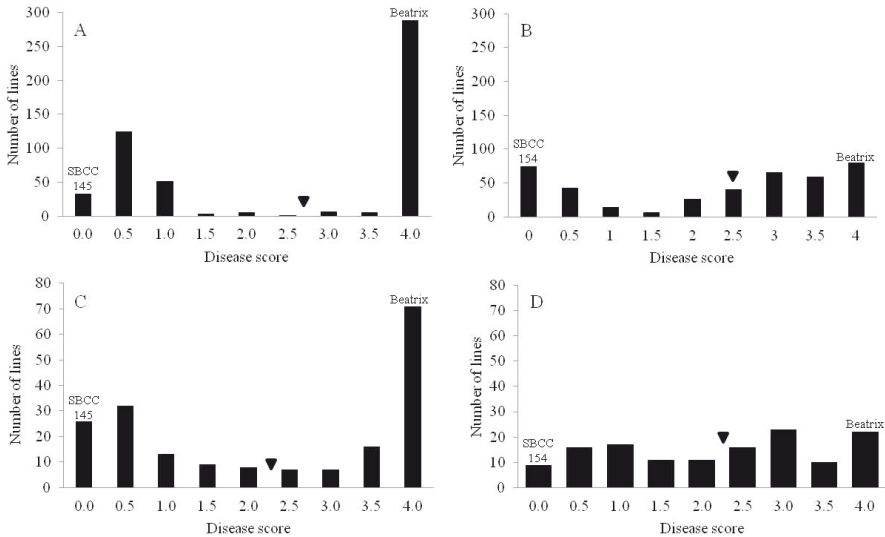 A
Beatrix
300
250
200
150
100
50
0
Number of lines
SBCC
145
0.0 0.5 1.0 1.5 2.0 2.5 3.0 3.5 4.0
Disease score
B
300
250
200
150
100
50
0
Number of lines
SBCC
154
Beatrix
0 0.5 1 1.5 2 2.5 3 3.5 4
Disease score
C
Beatrix
80
70
60
50
40
30
20
10
0
Number of lines
SBCC
145
0.0 0.5 1.0 1.5 2.0 2.5 3.0 3.5 4.0
Disease score
D
80
70
60
50
40
30
20
10
0
Number of lines
SBCC
154
Beatrix
0.0 0.5 1.0 1.5 2.0 2.5 3.0 3.5 4.0
Disease score